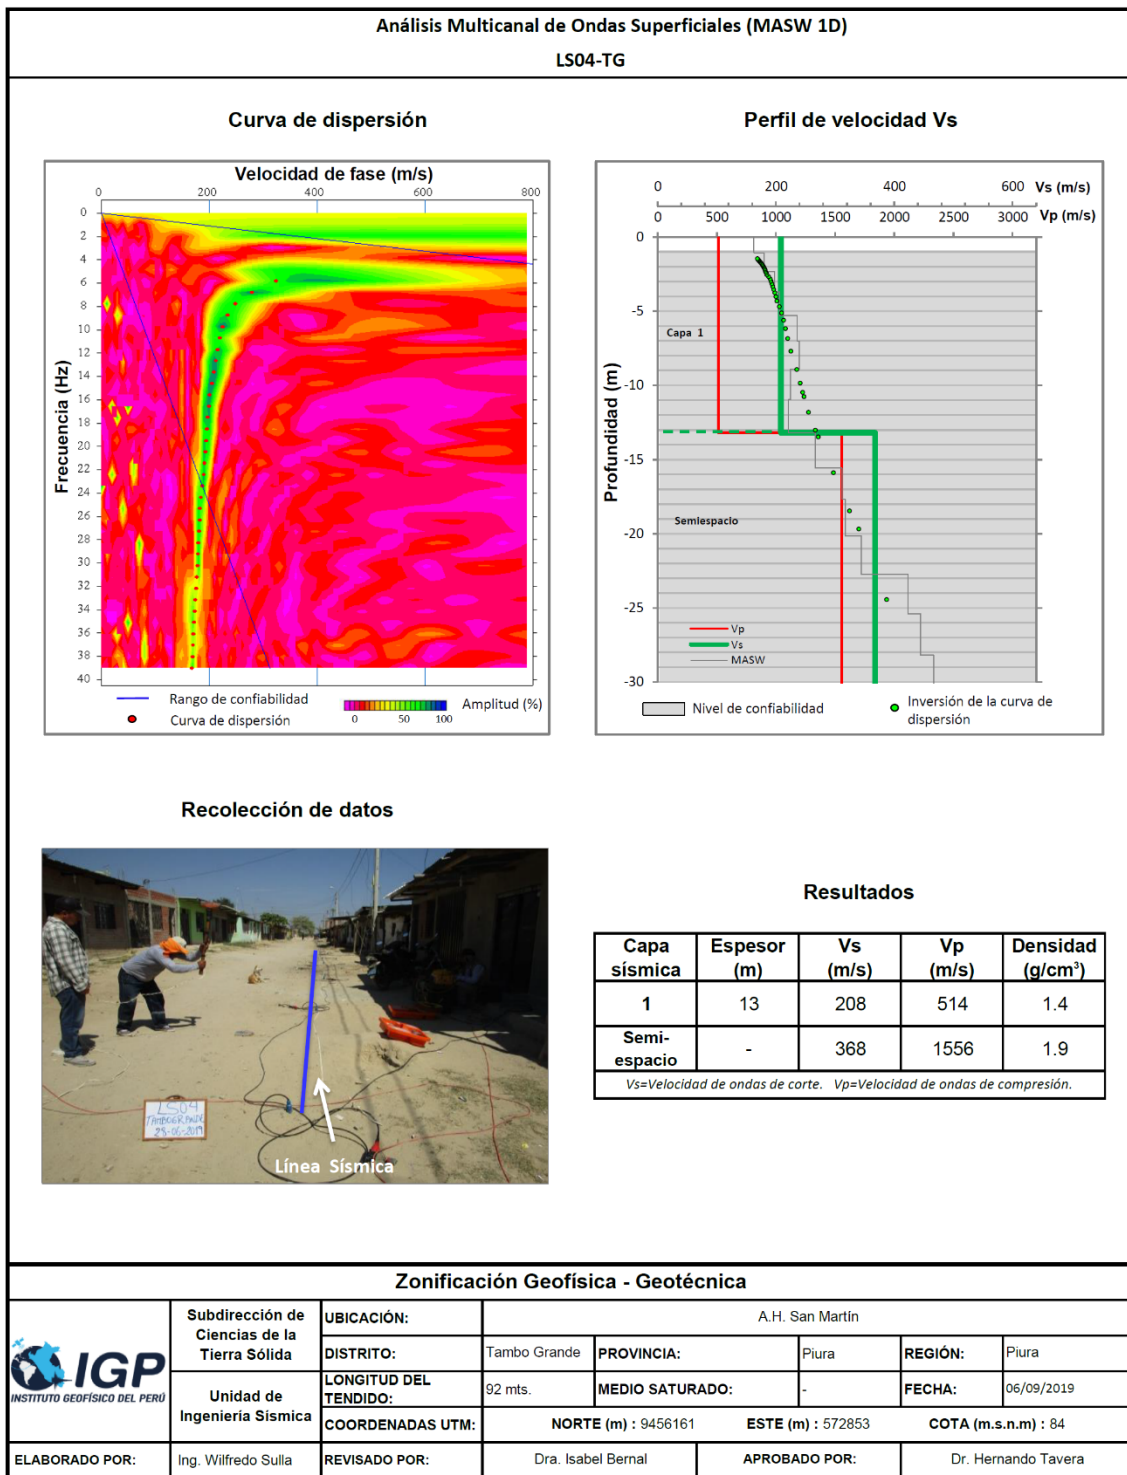 Análisis Multicanal de Ondas Superficiales (MASW 1D)
LS04-TG
Curva de dispersión
Velocidad de fase (m/s)
0 200 400 600 800
Frecuencia (Hz)
0
2
4
6
8
10
12
14
16
18
20
22
24
26
28
30
32
34
36
38
40
Rango de confiabilidad
Curva de dispersión
Amplitud (%)
0 50 100
Perfil de velocidad Vs
0 200 400 600 Vs (m/s)
0 500 1000 1500 2000 2500 3000 Vp (m/s)
Profundidad (m)
0
-5
-10
-15
-20
-25
-30
Capa 1
Semiespacio
Vp
Vs
MASW
Nivel de confiabilidad
Inversión de la curva de
dispersión
Recolección de datos
LS04
TAMBOGRANDE
28-06-2019
Línea Sísmica
Resultados
Capa sísmica Espesor (m) Vs (m/s) Vp (m/s) Densidad (g/cm³)
1 13 208 514 1.4
Semi-espacio - 368 1556 1.9
Vs=Velocidad de ondas de corte. Vp=Velocidad de ondas de compresión.
Zonificación Geofísica - Geotécnica
IGP
INSTITUTO GEOFÍSICO DEL PERÚ
Subdirección de
Ciencias de la
Tierra Sólida
Unidad de
Ingenieria Sísmica
UBICACIÓN: A.H. San Martín
DISTRITO: Tambo Grande PROVINCIA: Piura REGIÓN: Piura
LONGITUD DEL TENDIDO: 92 mts. MEDIO SATURADO: - FECHA: 06/09/2019
COORDENADAS UTM: NORTE (m) : 9456161 ESTE (m) : 572853 COTA (m.s.n.m) : 84
ELABORADO POR: Ing. Wilfredo Sulla REVISADO POR: Dra. Isabel Bernal APROBADO POR: Dr. Hernando Tavera